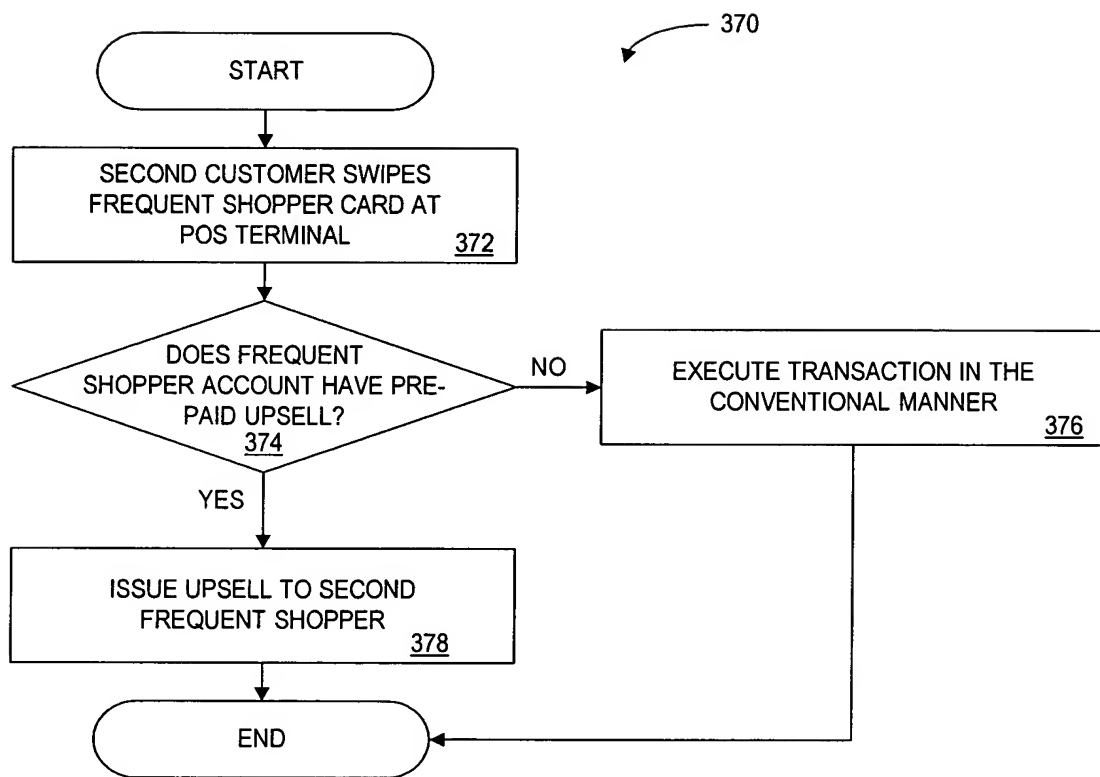 370
START
SECOND CUSTOMER SWIPES
FREQUENT SHOPPER CARD AT
POS TERMINAL
372
DOES FREQUENT
SHOPPER ACCOUNT HAVE PRE-
PAID UPSELL?
374
NO
EXECUTE TRANSACTION IN THE
CONVENTIONAL MANNER
376
YES
ISSUE UPSELL TO SECOND
FREQUENT SHOPPER
378
END